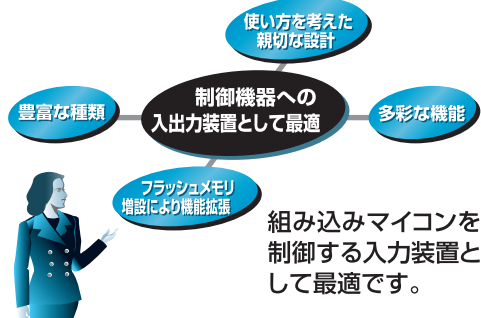 使い方を考えた
親切な設計
制御機器への
入出力装置として最適
豊富な種類
多彩な機能
フラッシュメモリ
増設により機能拡張
組み込みマイコンを
制御する入力装置と
して最適です。